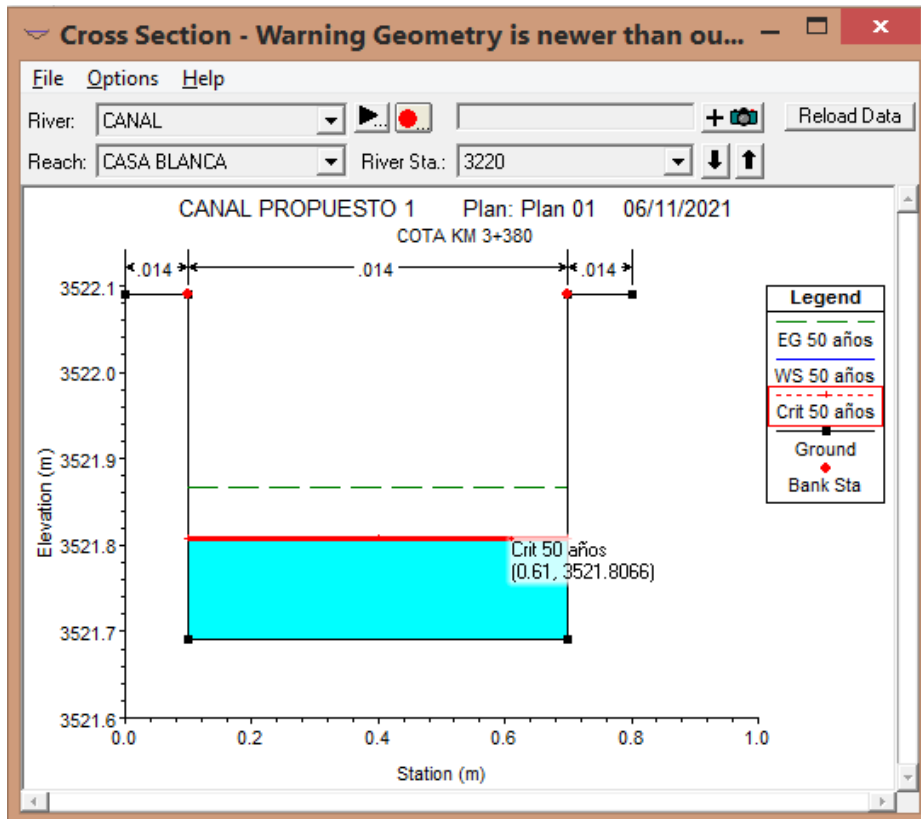 Cross Section - Warning Geometry is newer than ou...
File Options Help
River: CANAL Reload Data
Reach: CASA BLANCA River Sta.: 3220
CANAL PROPUESTO 1 Plan: Plan 01 06/11/2021
COTA KM 3+380
.014 .014 .014
Legend
EG 50 años
WS 50 años
Crit 50 años
Ground
Bank Sta
3522.1
3522.0
3521.9
3521.8
3521.7
3521.6
Elevation (m)
Crit 50 años
(0.61, 3521.8066)
0.0 0.2 0.4 0.6 0.8 1.0
Station (m)